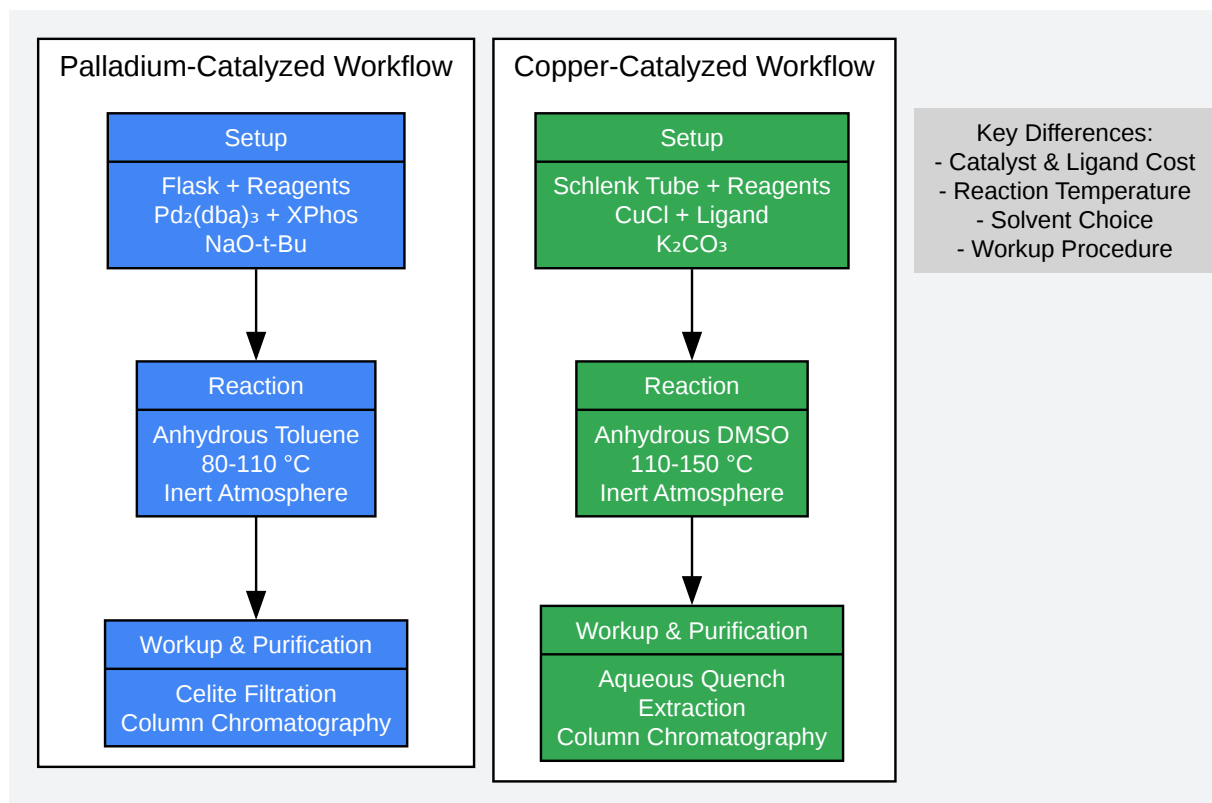 Palladium-Catalyzed Workflow
Setup
Flask + Reagents
Pd₂(dba)₃ + XPhos
NaO-t-Bu
Reaction
Anhydrous Toluene
80-110 °C
Inert Atmosphere
Workup & Purification
Celite Filtration
Column Chromatography
Copper-Catalyzed Workflow
Setup
Schlenk Tube + Reagents
CuCl + Ligand
K₂CO₃
Reaction
Anhydrous DMSO
110-150 °C
Inert Atmosphere
Workup & Purification
Aqueous Quench
Extraction
Column Chromatography
Key Differences:
- Catalyst & Ligand Cost
- Reaction Temperature
- Solvent Choice
- Workup Procedure